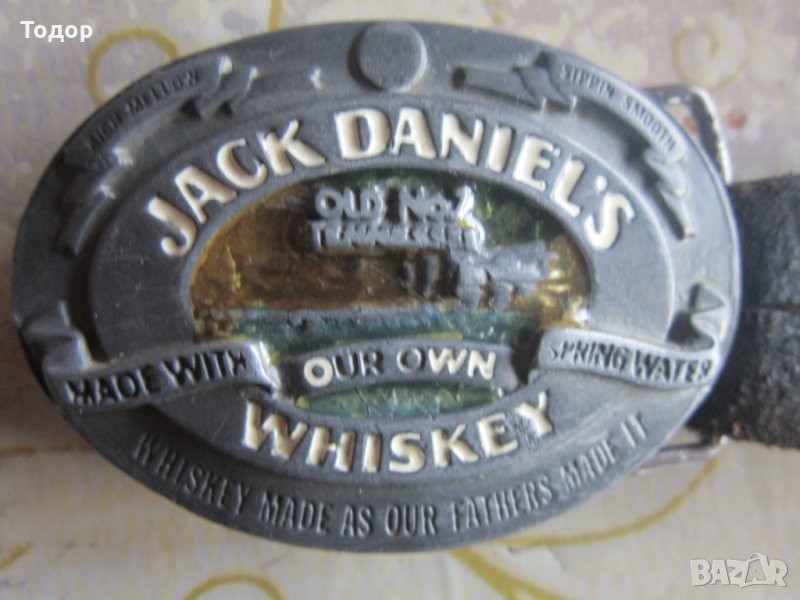 Тодор
HIGH MELLOW
SIPPIN' SMOOTH
JACK DANIEL'S
OLD No.7
TENNESSEE
MADE WITH OUR OWN SPRING WATER
WHISKEY
WHISKEY MADE AS OUR FATHERS MADE IT
BAZAR